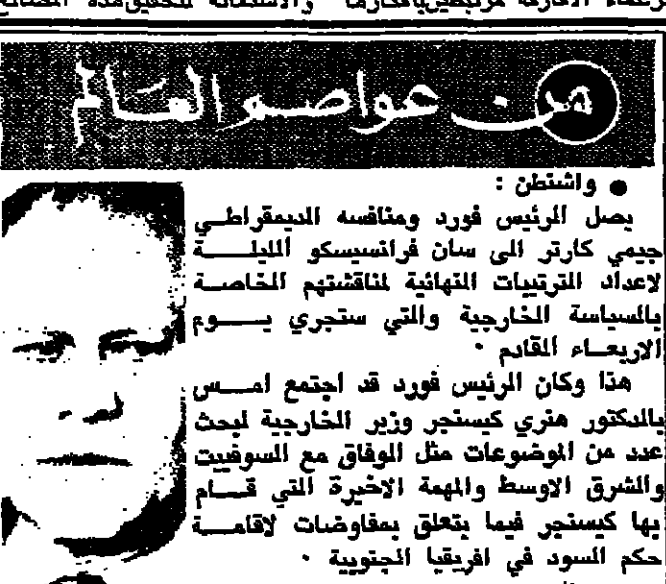 من عواصم العالم
● واشنطن :
يصل الرئيس فورد ومنافسه الديمقراطي
جيمي كارتر الى سان فرانسيسكو الليلة
لاعداد الترتيبات النهائية لمناقشتهم الخاصة
بالسياسة الخارجية والتي ستجري يوم
الاربعاء القادم ٠
هذا وكان الرئيس فورد قد اجتمع امس
بالدكتور هنري كيسنجر وزير الخارجية لبحث
عدد من الموضوعات مثل الوفاق مع السوفييت
والشرق الاوسط والمهمة الاخيرة التي قام
بها كيسنجر فيما يتعلق بمفاوضات لاقامة
حكم السود في افريقيا الجنوبية ٠